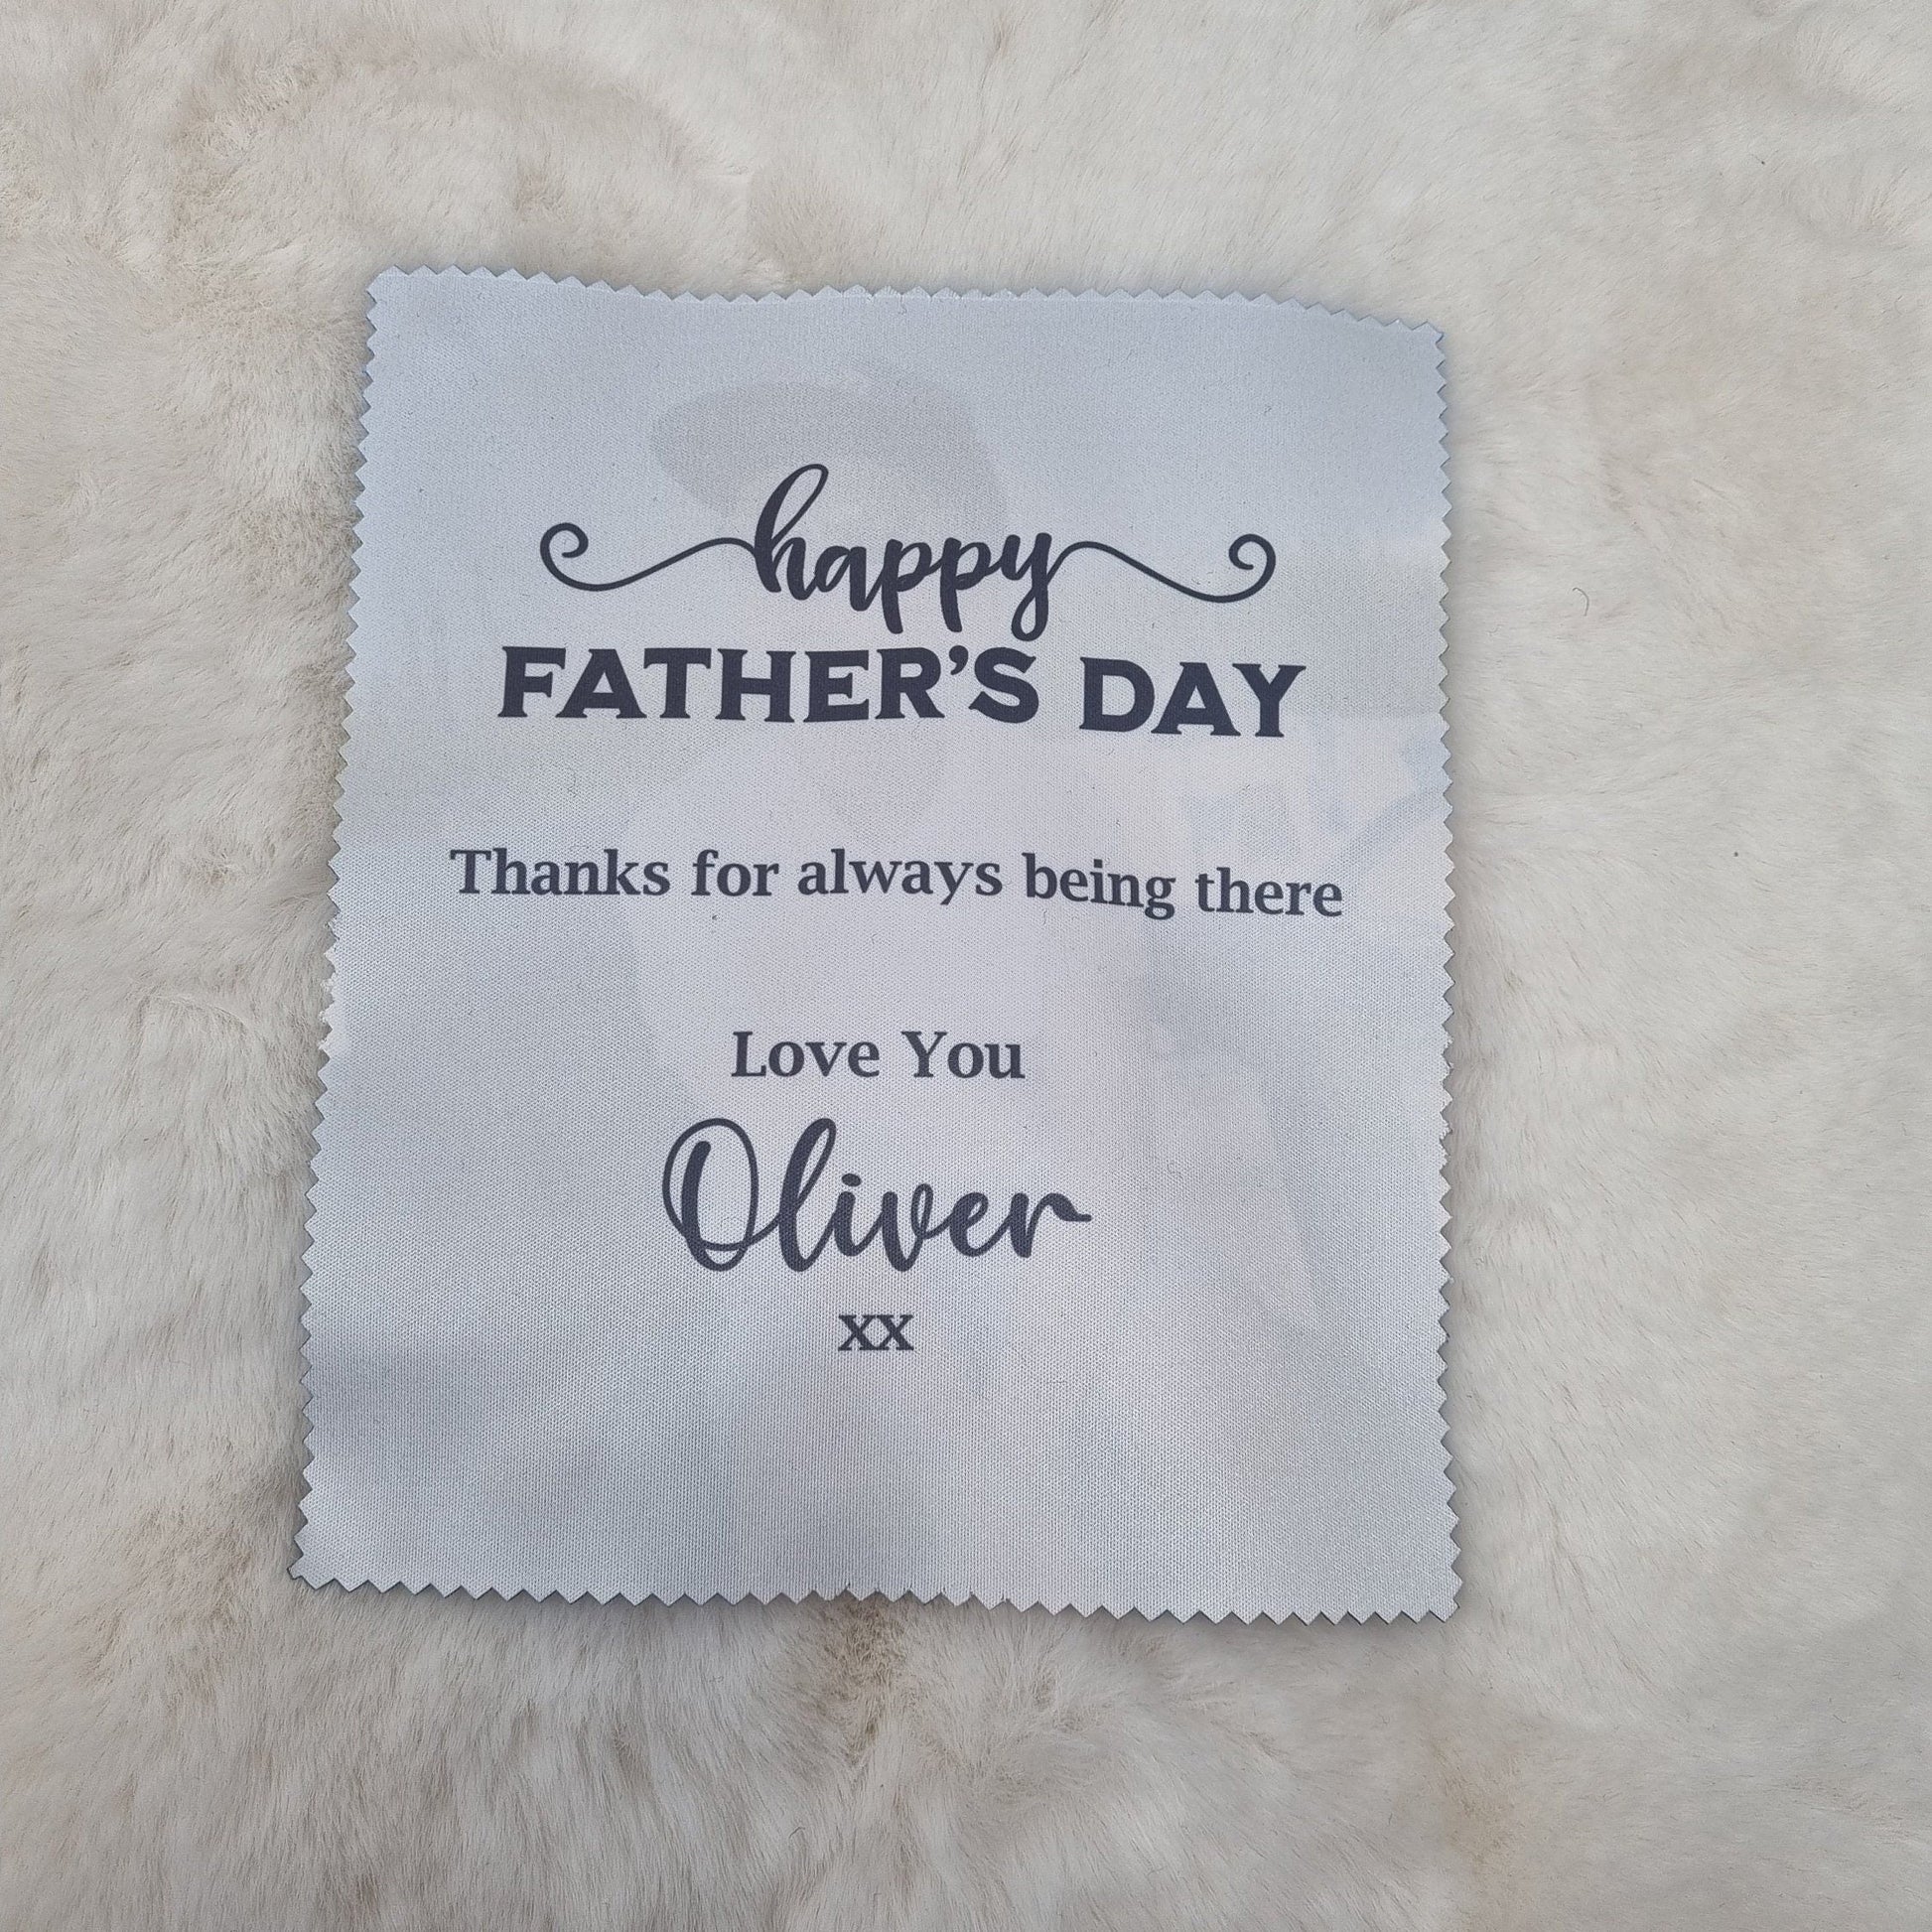 happy
FATHER'S DAY
Thanks for always being there
Love You
Oliver
xx